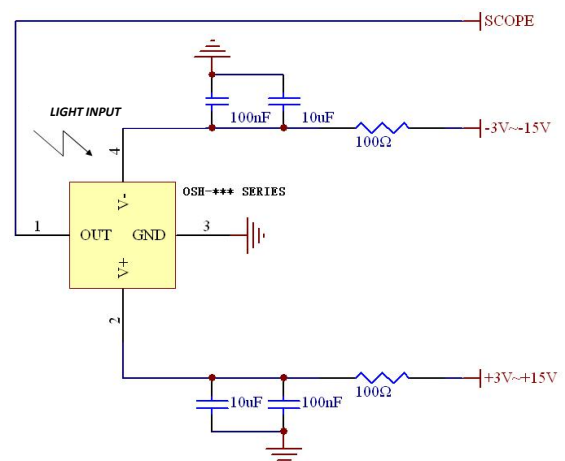 SCOPE
LIGHT INPUT
100nF
10uF
100Ω
-3V~-15V
4
OSH-*** SERIES
V-
1
OUT
GND
3
V+
2
+3V~+15V
100Ω
10uF
100nF